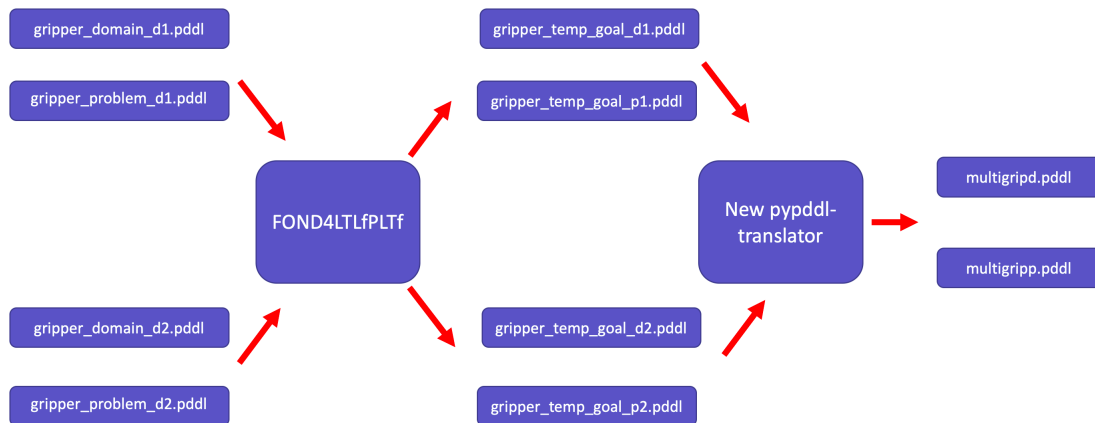 gripper_domain_d1.pddl
gripper_problem_d1.pddl
gripper_domain_d2.pddl
gripper_problem_d2.pddl
FOND4LTLfPLTf
gripper_temp_goal_d1.pddl
gripper_temp_goal_p1.pddl
gripper_temp_goal_d2.pddl
gripper_temp_goal_p2.pddl
New pypddl-
translator
multigripd.pddl
multigripp.pddl